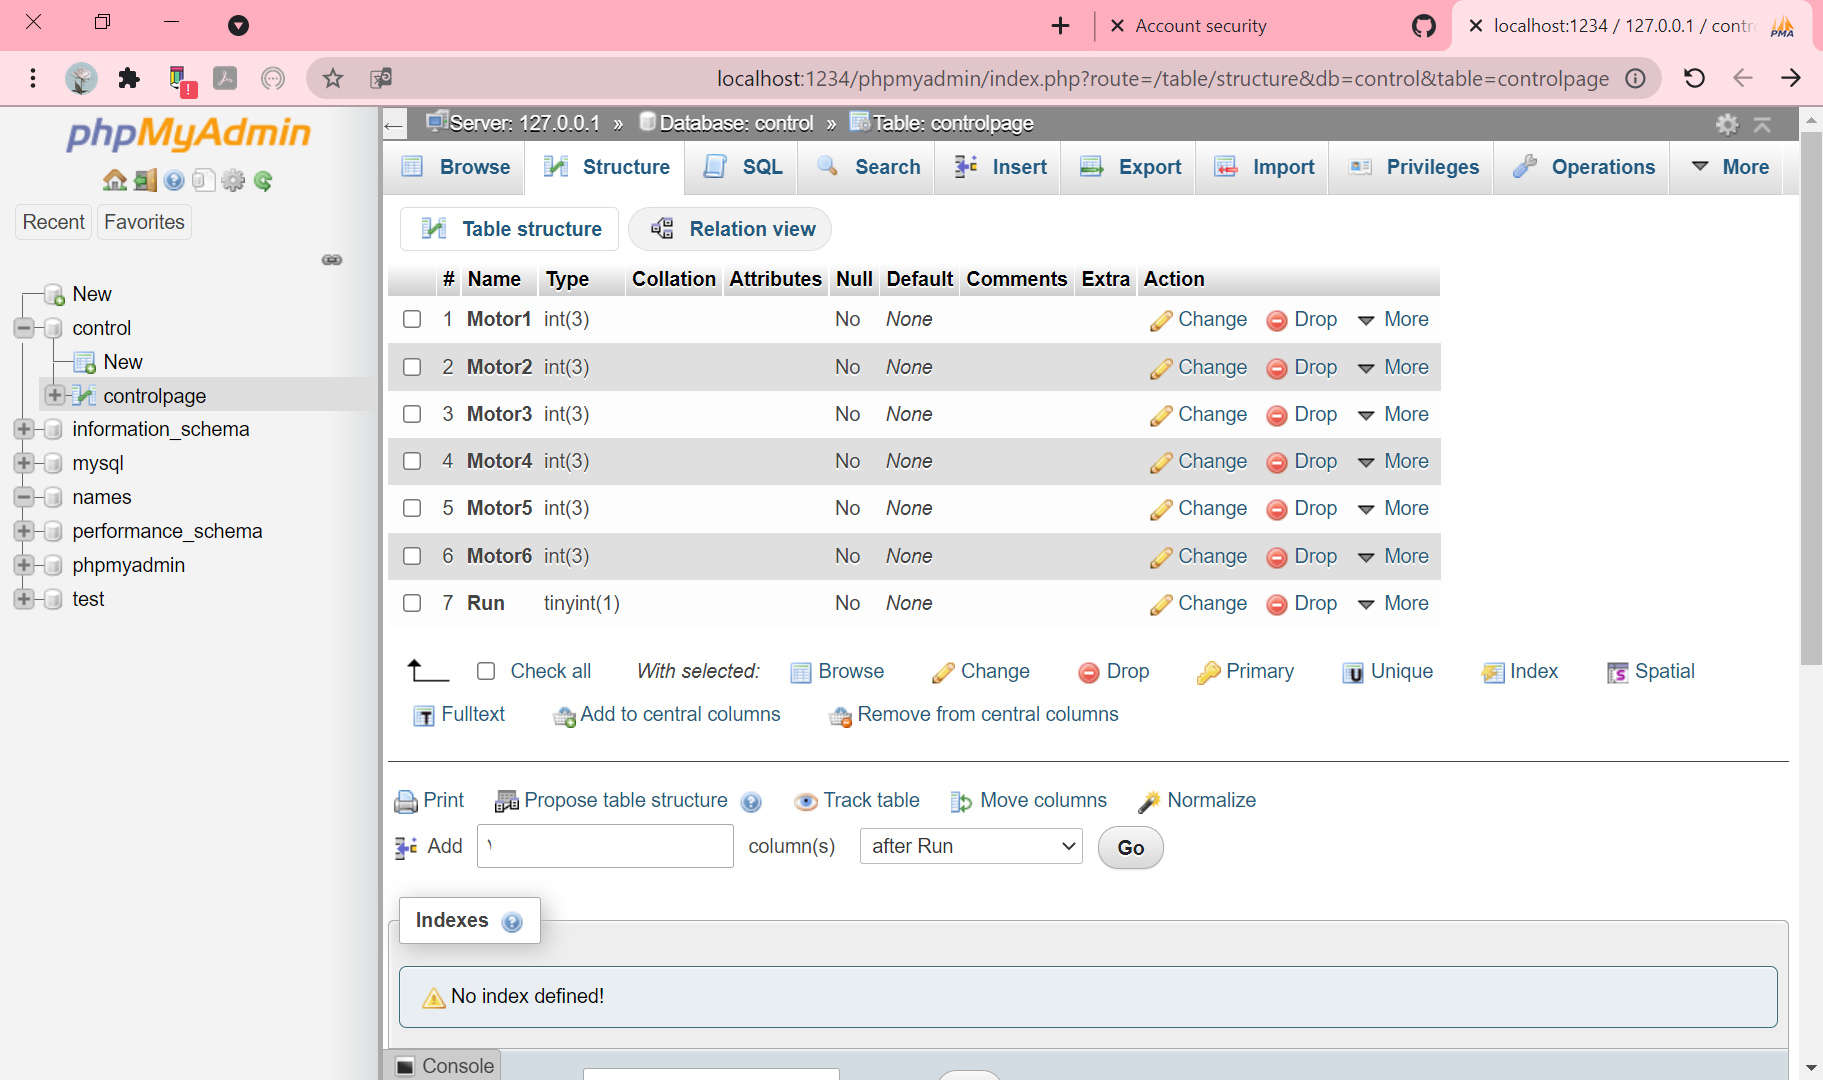 Account security
localhost:1234 / 127.0.0.1 / contr
PMA
localhost:1234/phpmyadmin/index.php?route=/table/structure&db=control&table=controlpage
phpMyAdmin
Recent Favorites
New
control
New
controlpage
information_schema
mysql
names
performance_schema
phpmyadmin
test
Server: 127.0.0.1 » Database: control » Table: controlpage
Browse Structure SQL Search Insert Export Import Privileges Operations More
Table structure Relation view
# Name Type Collation Attributes Null Default Comments Extra Action
1 Motor1 int(3) No None Change Drop More
2 Motor2 int(3) No None Change Drop More
3 Motor3 int(3) No None Change Drop More
4 Motor4 int(3) No None Change Drop More
5 Motor5 int(3) No None Change Drop More
6 Motor6 int(3) No None Change Drop More
7 Run tinyint(1) No None Change Drop More
Check all With selected: Browse Change Drop Primary Unique Index Spatial
Fulltext Add to central columns Remove from central columns
Print Propose table structure Track table Move columns Normalize
Add ١ column(s) after Run Go
Indexes
No index defined!
Console